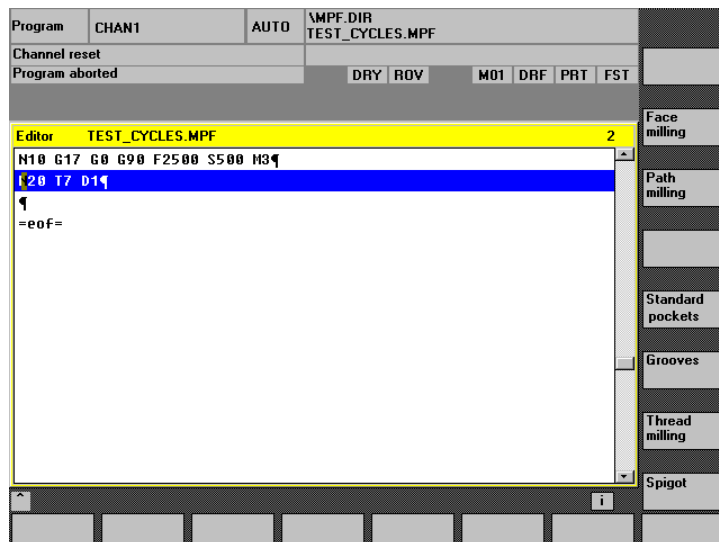 Program
CHAN1
AUTO
\MPF.DIR
TEST_CYCLES.MPF
Channel reset
Program aborted
DRY ROV M01 DRF PRT FST
Editor TEST_CYCLES.MPF 2
N10 G17 G0 G90 F2500 S500 M3¶
N20 T7 D1¶
¶
=eof=
Face
milling
Path
milling
Standard
pockets
Grooves
Thread
milling
Spigot
^
i